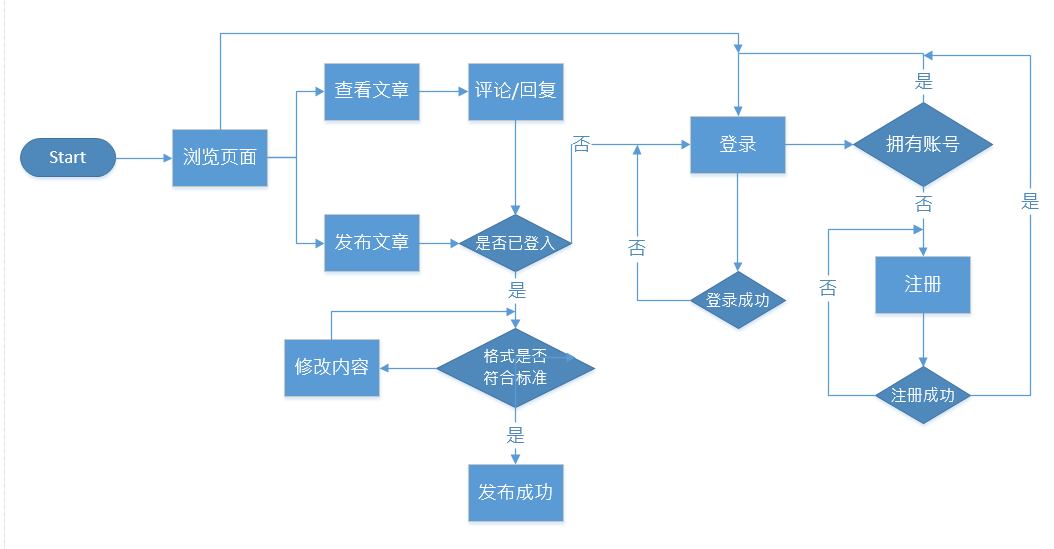 Start
浏览页面
查看文章
评论/回复
发布文章
是否已登入
否
是
格式是否
符合标准
修改内容
是
发布成功
登录
否
登录成功
拥有账号
是
否
注册
否
注册成功
是